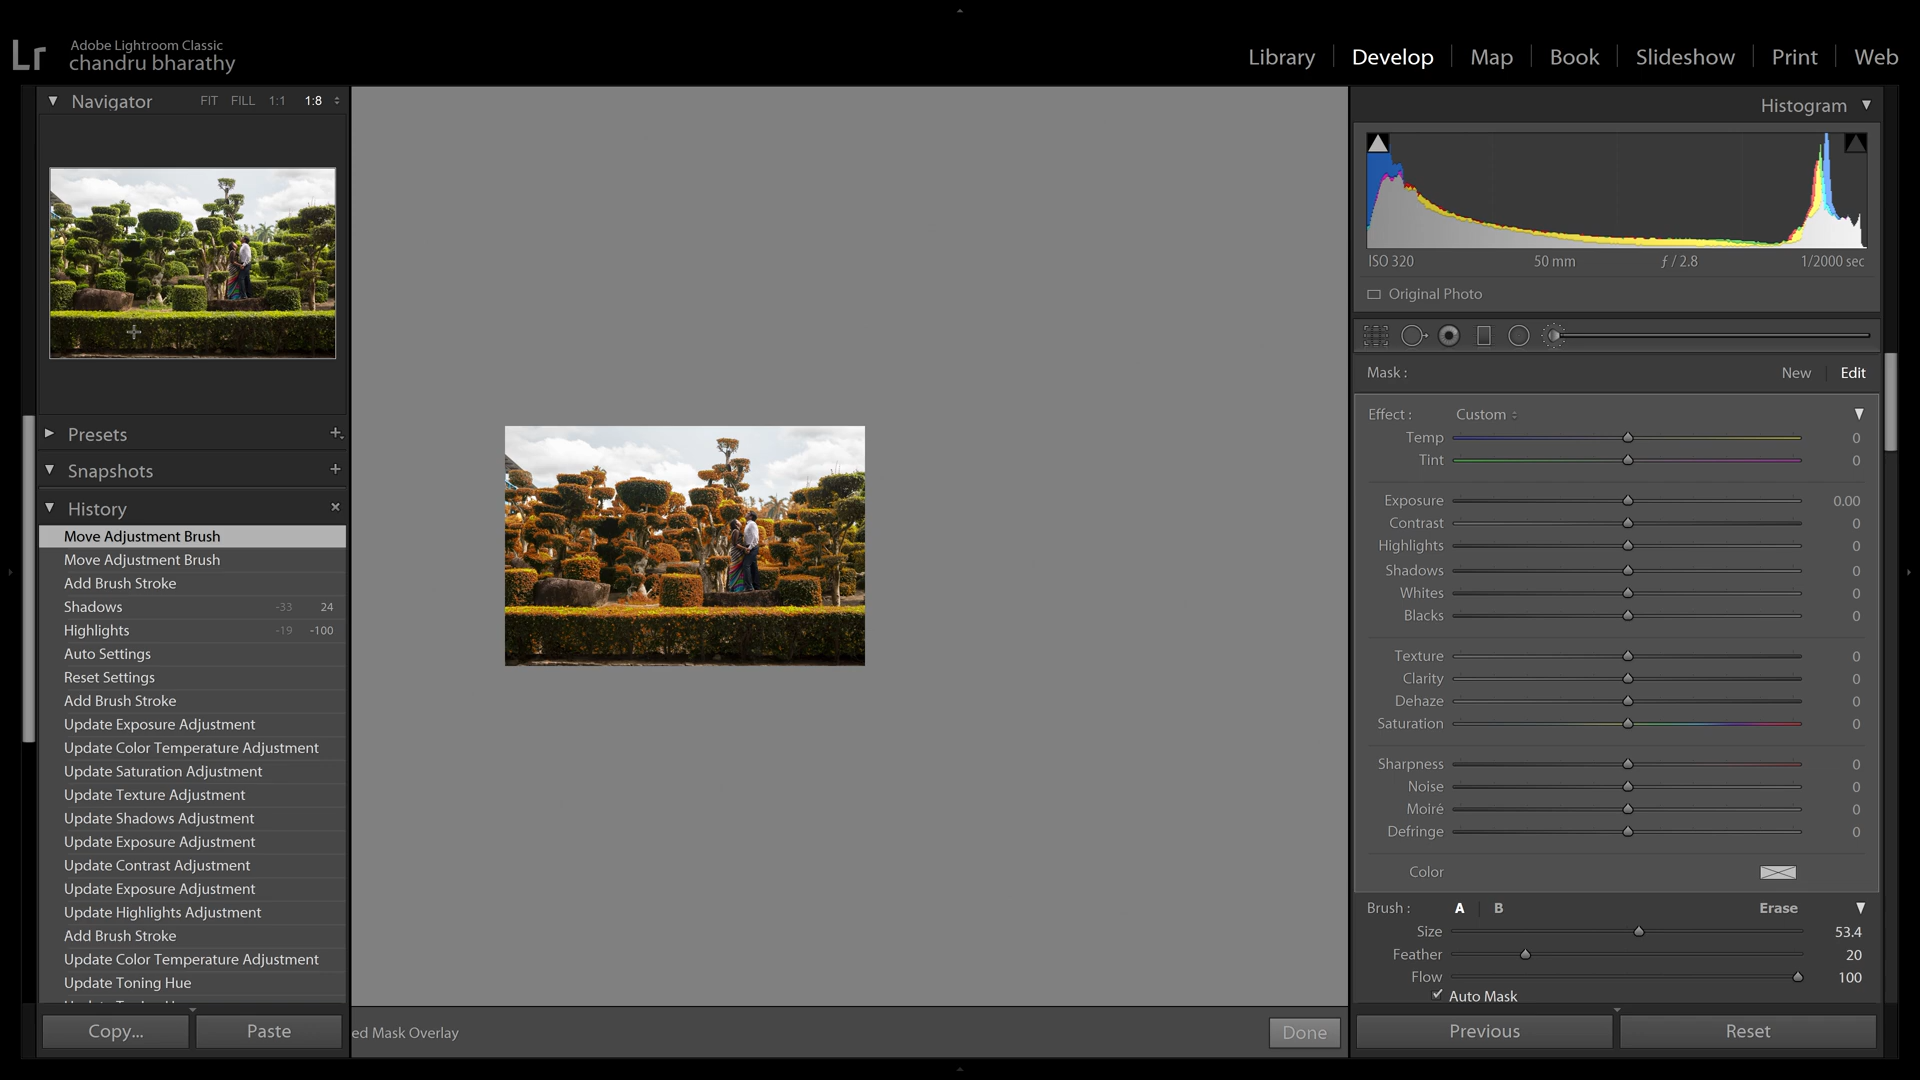 Lr
Adobe Lightroom Classic
chandru bharathy
Library
Develop
Map
Book
Slideshow
Print
Web
Navigator
FIT
FILL
1:1
1:8
Presets
Snapshots
History
Move Adjustment Brush
Move Adjustment Brush
Add Brush Stroke
Shadows -33 24
Highlights -19 -100
Auto Settings
Reset Settings
Add Brush Stroke
Update Exposure Adjustment
Update Color Temperature Adjustment
Update Saturation Adjustment
Update Texture Adjustment
Update Shadows Adjustment
Update Exposure Adjustment
Update Contrast Adjustment
Update Exposure Adjustment
Update Highlights Adjustment
Add Brush Stroke
Update Color Temperature Adjustment
Update Toning Hue
Copy...
Paste
ed Mask Overlay
Done
Histogram
ISO 320
50 mm
ƒ / 2.8
1/2000 sec
Original Photo
Mask :
New
Edit
Effect :
Custom
Temp 0
Tint 0
Exposure 0.00
Contrast 0
Highlights 0
Shadows 0
Whites 0
Blacks 0
Texture 0
Clarity 0
Dehaze 0
Saturation 0
Sharpness 0
Noise 0
Moiré 0
Defringe 0
Color
Brush :
A
B
Erase
Size 53.4
Feather 20
Flow 100
Auto Mask
Previous
Reset